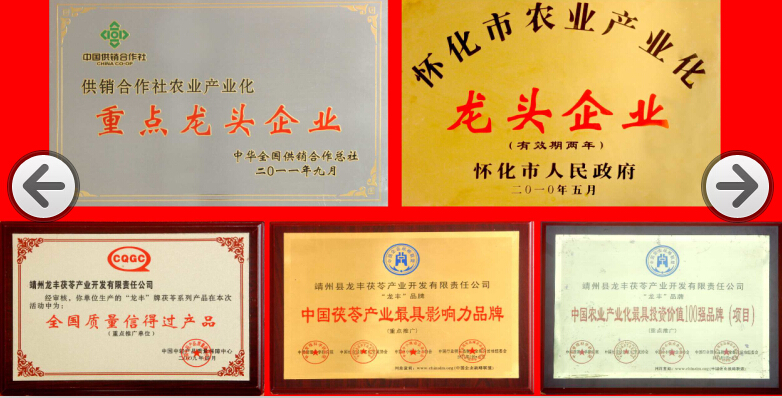 中国供销合作社
CHINA CO-OP
供销合作社农业产业化
重点龙头企业
中华全国供销合作总社
二〇一一年九月
怀化市农业产业化
龙头企业
(有效期两年)
怀化市人民政府
二〇一〇年五月
CQGC
靖州龙丰茯苓产业开发有限责任公司
经审核，你单位生产的“龙丰”牌茯苓系列产品在本次
活动中为：
全国质量信得过产品
(重点推广单位)
靖州县龙丰茯苓产业开发有限责任公司
“龙丰”品牌
中国茯苓产业最具影响力品牌
(重点推广)
靖州县龙丰茯苓产业开发有限责任公司
“龙丰”品牌
中国农业产业化最具投资价值100强品牌(项目)
(重点推广)